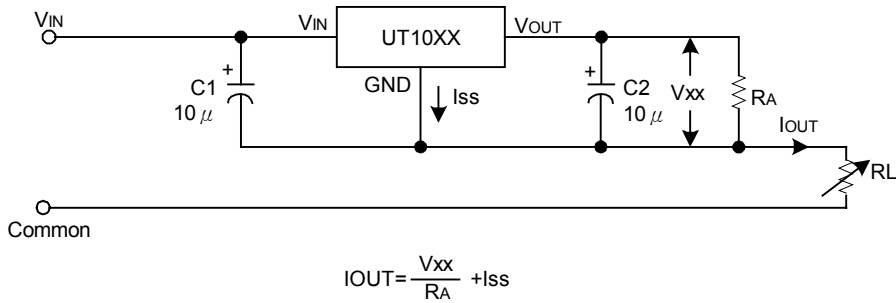 VIN
VIN
UT10XX
VOUT
GND
ISS
+
C1
10 μ
+
C2
10 μ
Vxx
RA
IOUT
RL
Common
IOUT= Vxx / RA +Iss